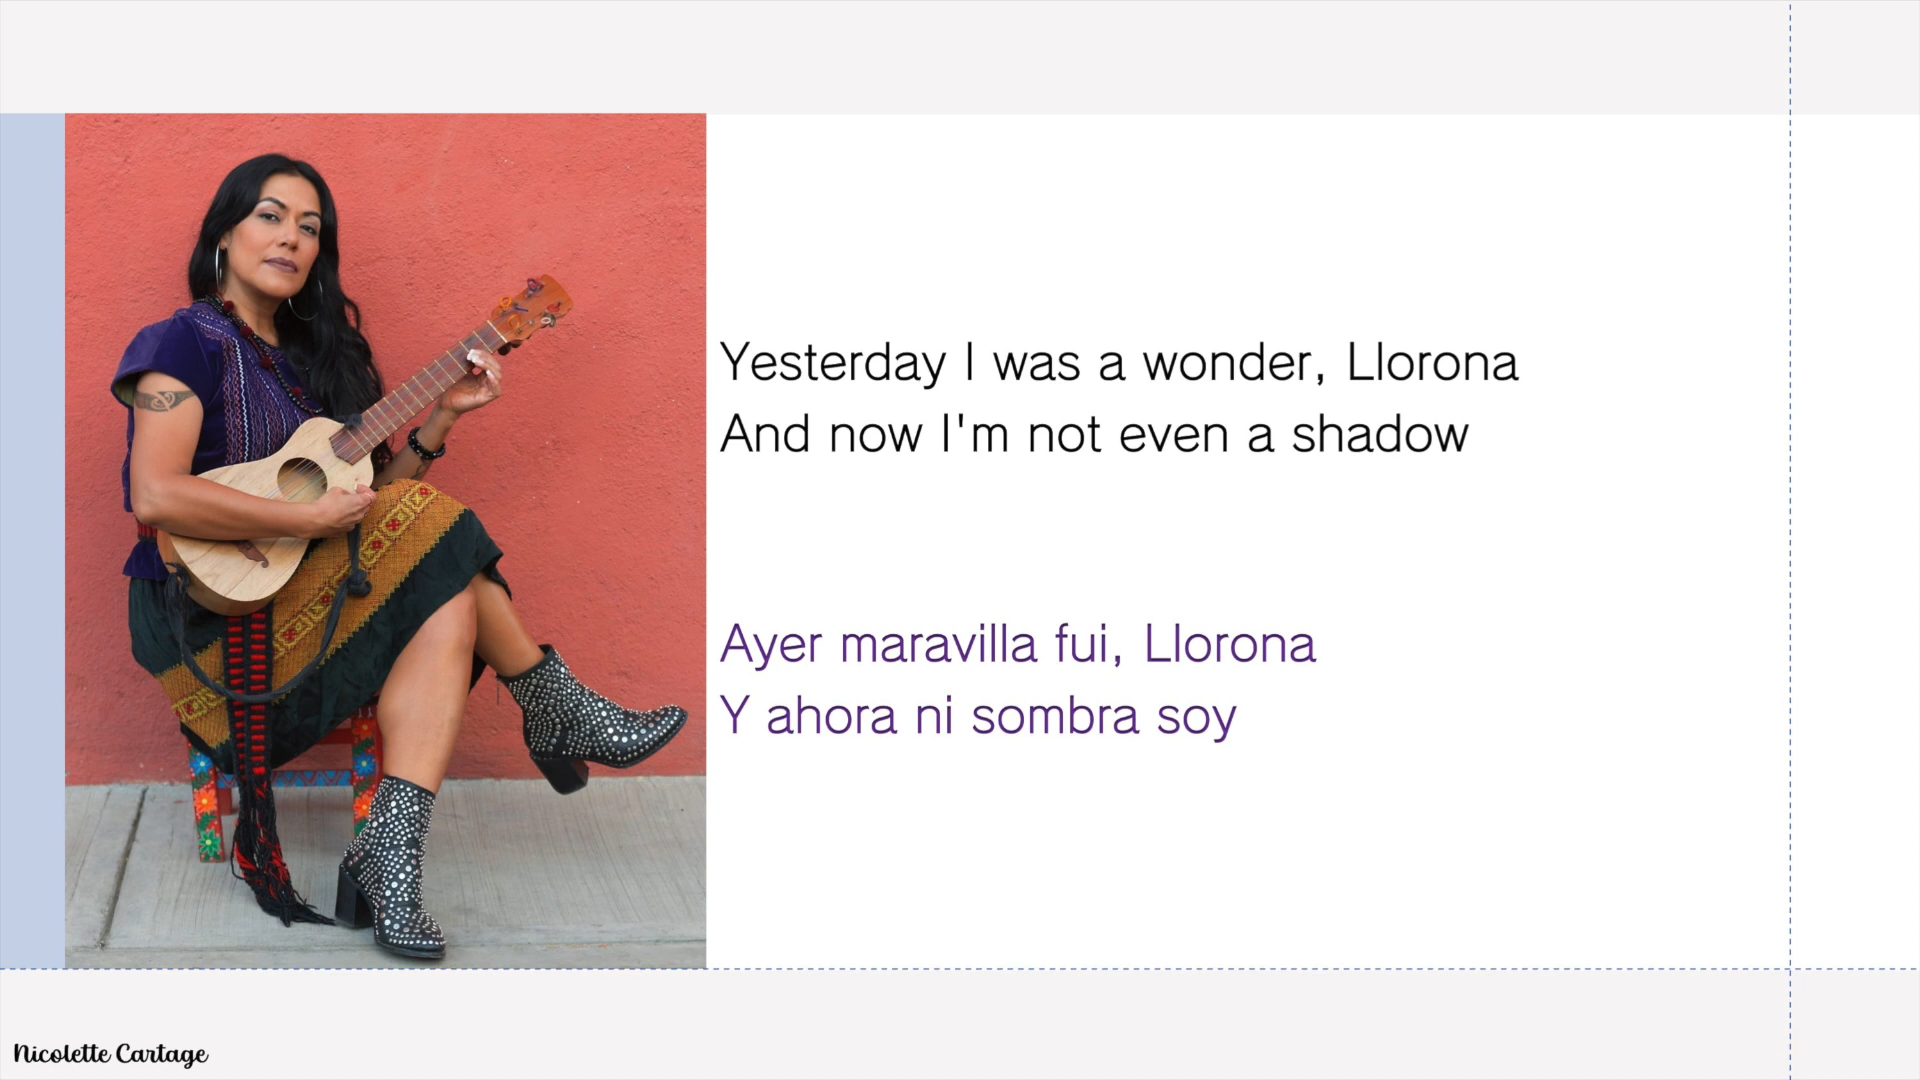 Yesterday I was a wonder, Llorona
And now I'm not even a shadow
Ayer maravilla fui, Llorona
Y ahora ni sombra soy
Nicolette Cartage